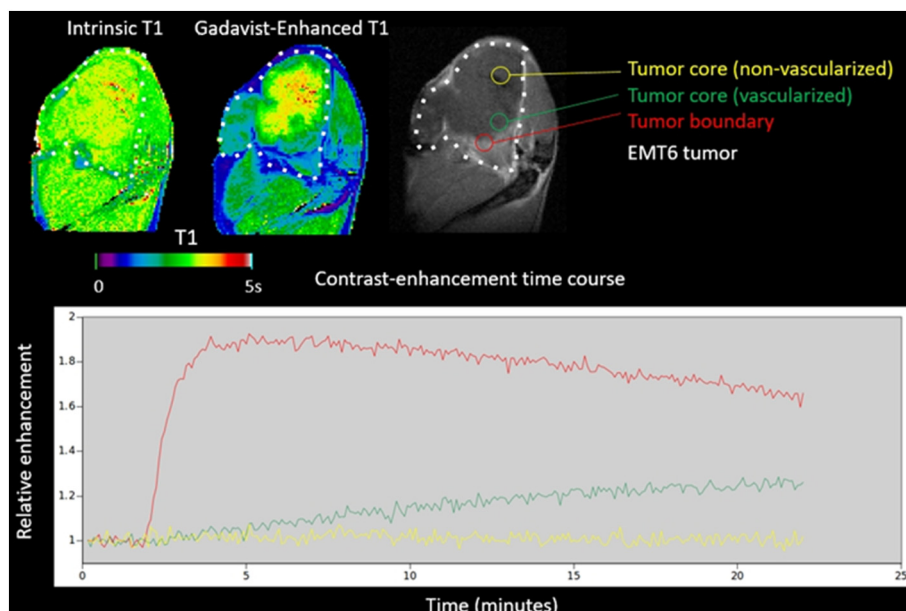 Intrinsic T1
Gadavist-Enhanced T1
Tumor core (non-vascularized)
Tumor core (vascularized)
Tumor boundary
EMT6 tumor
T1
0
5s
Contrast-enhancement time course
Relative enhancement
2
1.8
1.6
1.4
1.2
1
0
5
10
15
20
25
Time (minutes)